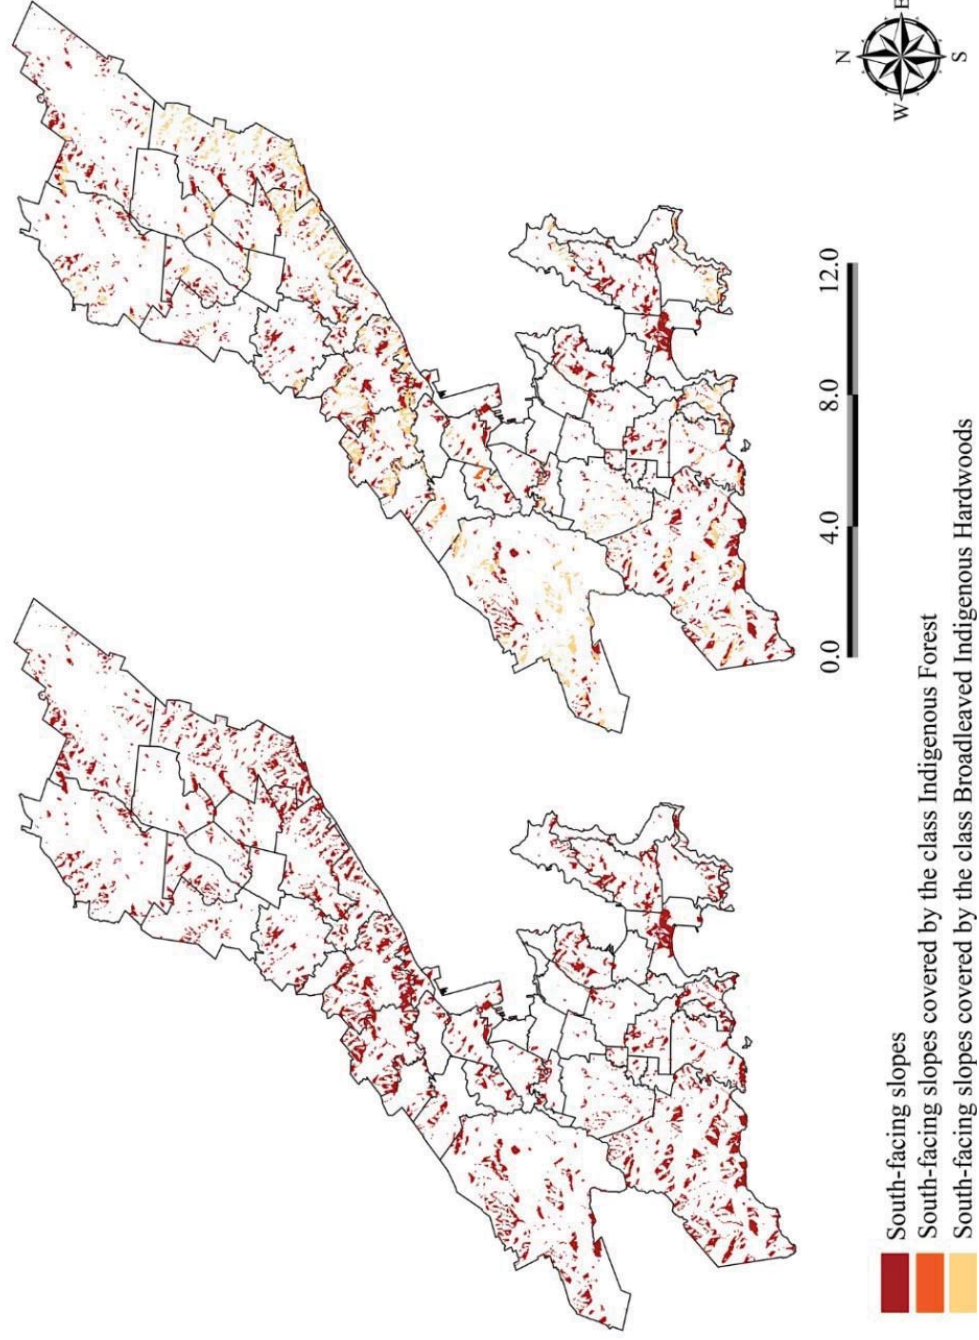 N
E
W
S
0.0 4.0 8.0 12.0
South-facing slopes
South-facing slopes covered by the class Indigenous Forest
South-facing slopes covered by the class Broadleaved Indigenous Hardwoods